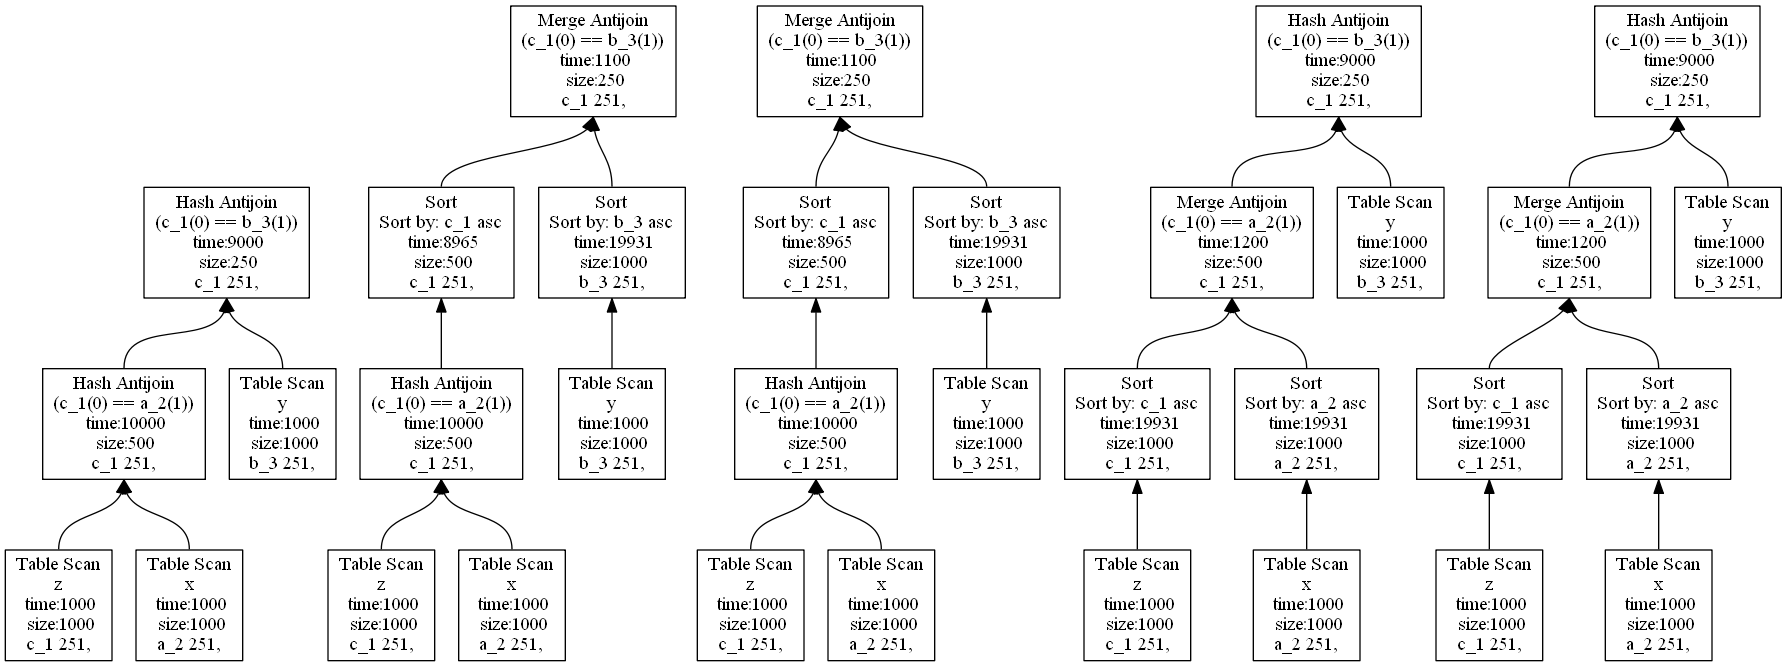 Merge Antijoin
(c_1(0) == b_3(1))
time:1100
size:250
c_1 251,
Merge Antijoin
(c_1(0) == b_3(1))
time:1100
size:250
c_1 251,
Hash Antijoin
(c_1(0) == b_3(1))
time:9000
size:250
c_1 251,
Hash Antijoin
(c_1(0) == b_3(1))
time:9000
size:250
c_1 251,
Hash Antijoin
(c_1(0) == b_3(1))
time:9000
size:250
c_1 251,
Sort
Sort by: c_1 asc
time:8965
size:500
c_1 251,
Sort
Sort by: b_3 asc
time:19931
size:1000
b_3 251,
Sort
Sort by: c_1 asc
time:8965
size:500
c_1 251,
Sort
Sort by: b_3 asc
time:19931
size:1000
b_3 251,
Merge Antijoin
(c_1(0) == a_2(1))
time:1200
size:500
c_1 251,
Table Scan
y
time:1000
size:1000
b_3 251,
Merge Antijoin
(c_1(0) == a_2(1))
time:1200
size:500
c_1 251,
Table Scan
y
time:1000
size:1000
b_3 251,
Hash Antijoin
(c_1(0) == a_2(1))
time:10000
size:500
c_1 251,
Table Scan
y
time:1000
size:1000
b_3 251,
Hash Antijoin
(c_1(0) == a_2(1))
time:10000
size:500
c_1 251,
Table Scan
y
time:1000
size:1000
b_3 251,
Hash Antijoin
(c_1(0) == a_2(1))
time:10000
size:500
c_1 251,
Table Scan
y
time:1000
size:1000
b_3 251,
Sort
Sort by: c_1 asc
time:19931
size:1000
c_1 251,
Sort
Sort by: a_2 asc
time:19931
size:1000
a_2 251,
Sort
Sort by: c_1 asc
time:19931
size:1000
c_1 251,
Sort
Sort by: a_2 asc
time:19931
size:1000
a_2 251,
Table Scan
z
time:1000
size:1000
c_1 251,
Table Scan
x
time:1000
size:1000
a_2 251,
Table Scan
z
time:1000
size:1000
c_1 251,
Table Scan
x
time:1000
size:1000
a_2 251,
Table Scan
z
time:1000
size:1000
c_1 251,
Table Scan
x
time:1000
size:1000
a_2 251,
Table Scan
z
time:1000
size:1000
c_1 251,
Table Scan
x
time:1000
size:1000
a_2 251,
Table Scan
z
time:1000
size:1000
c_1 251,
Table Scan
x
time:1000
size:1000
a_2 251,